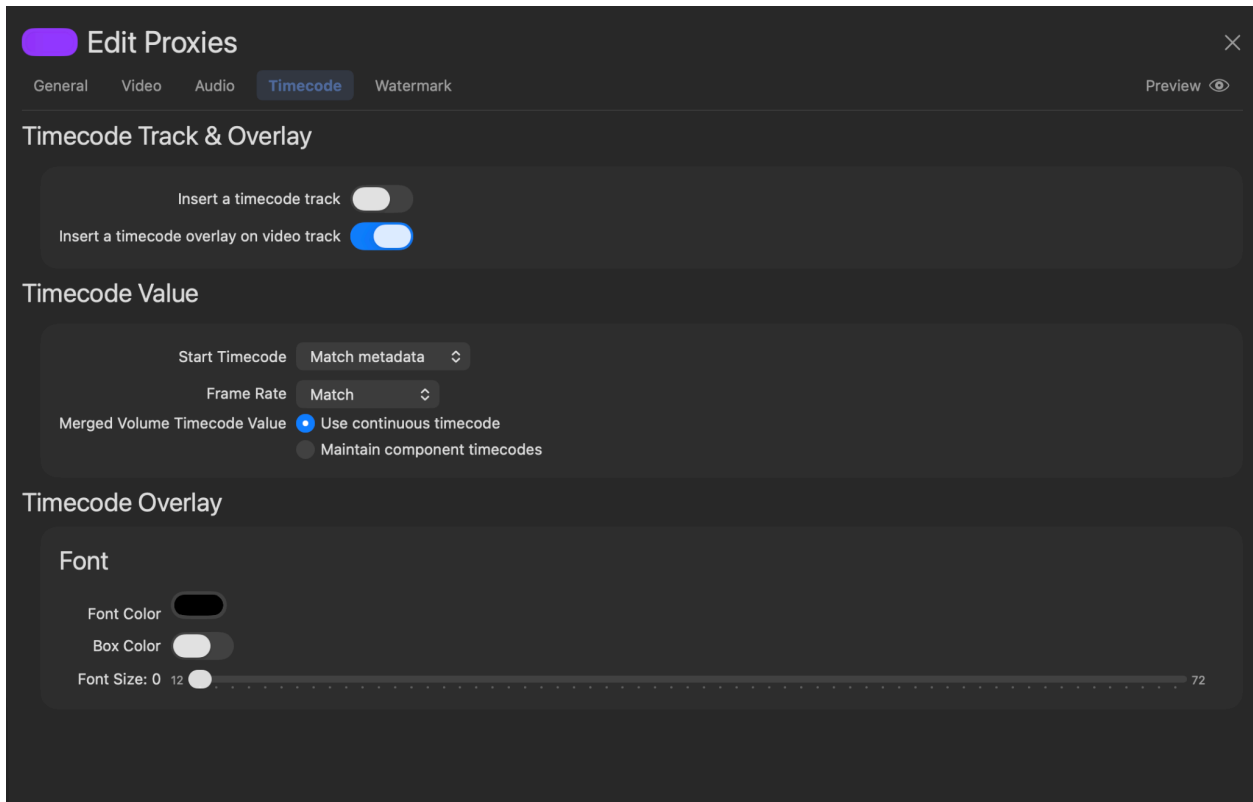 Edit Proxies
General Video Audio Timecode Watermark Preview
Timecode Track & Overlay
Insert a timecode track
Insert a timecode overlay on video track
Timecode Value
Start Timecode Match metadata
Frame Rate Match
Merged Volume Timecode Value Use continuous timecode
Maintain component timecodes
Timecode Overlay
Font
Font Color
Box Color
Font Size: 0 12 72